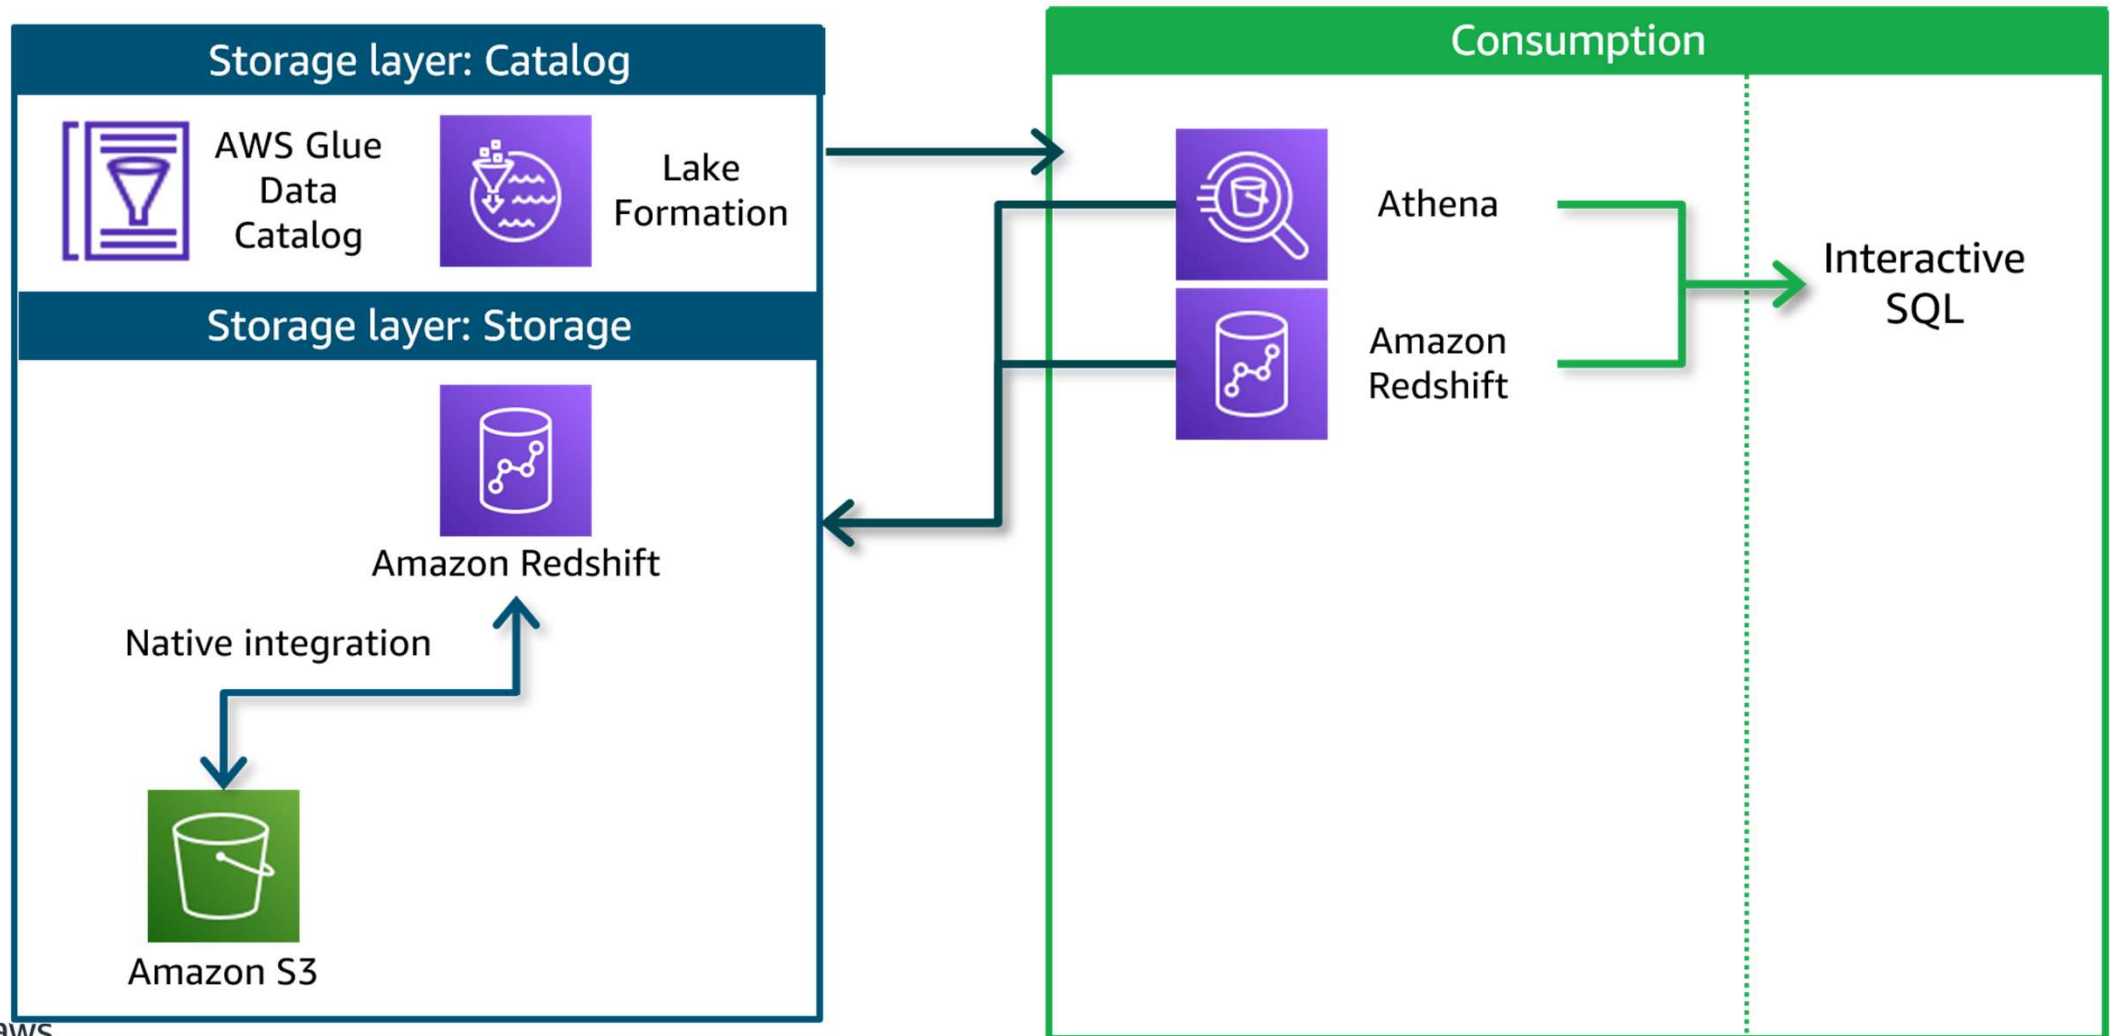 Storage layer: Catalog
AWS Glue
Data
Catalog
Lake
Formation
Storage layer: Storage
Amazon Redshift
Native integration
Amazon S3
Consumption
Athena
Amazon
Redshift
Interactive
SQL
aws